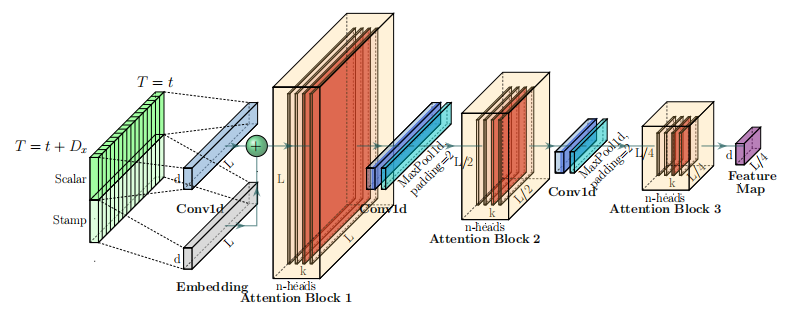 T = t
T = t + Dₓ
Scalar
Stamp
d
L
Conv1d
+
d
L
Embedding
L
L
k
n-heads
Attention Block 1
Conv1d
MaxPool1d,
padding=2
L/2
L/2
k
n-heads
Attention Block 2
Conv1d
MaxPool1d,
padding=2
L/4
L/4
k
n-heads
Attention Block 3
d
L/4
Feature
Map